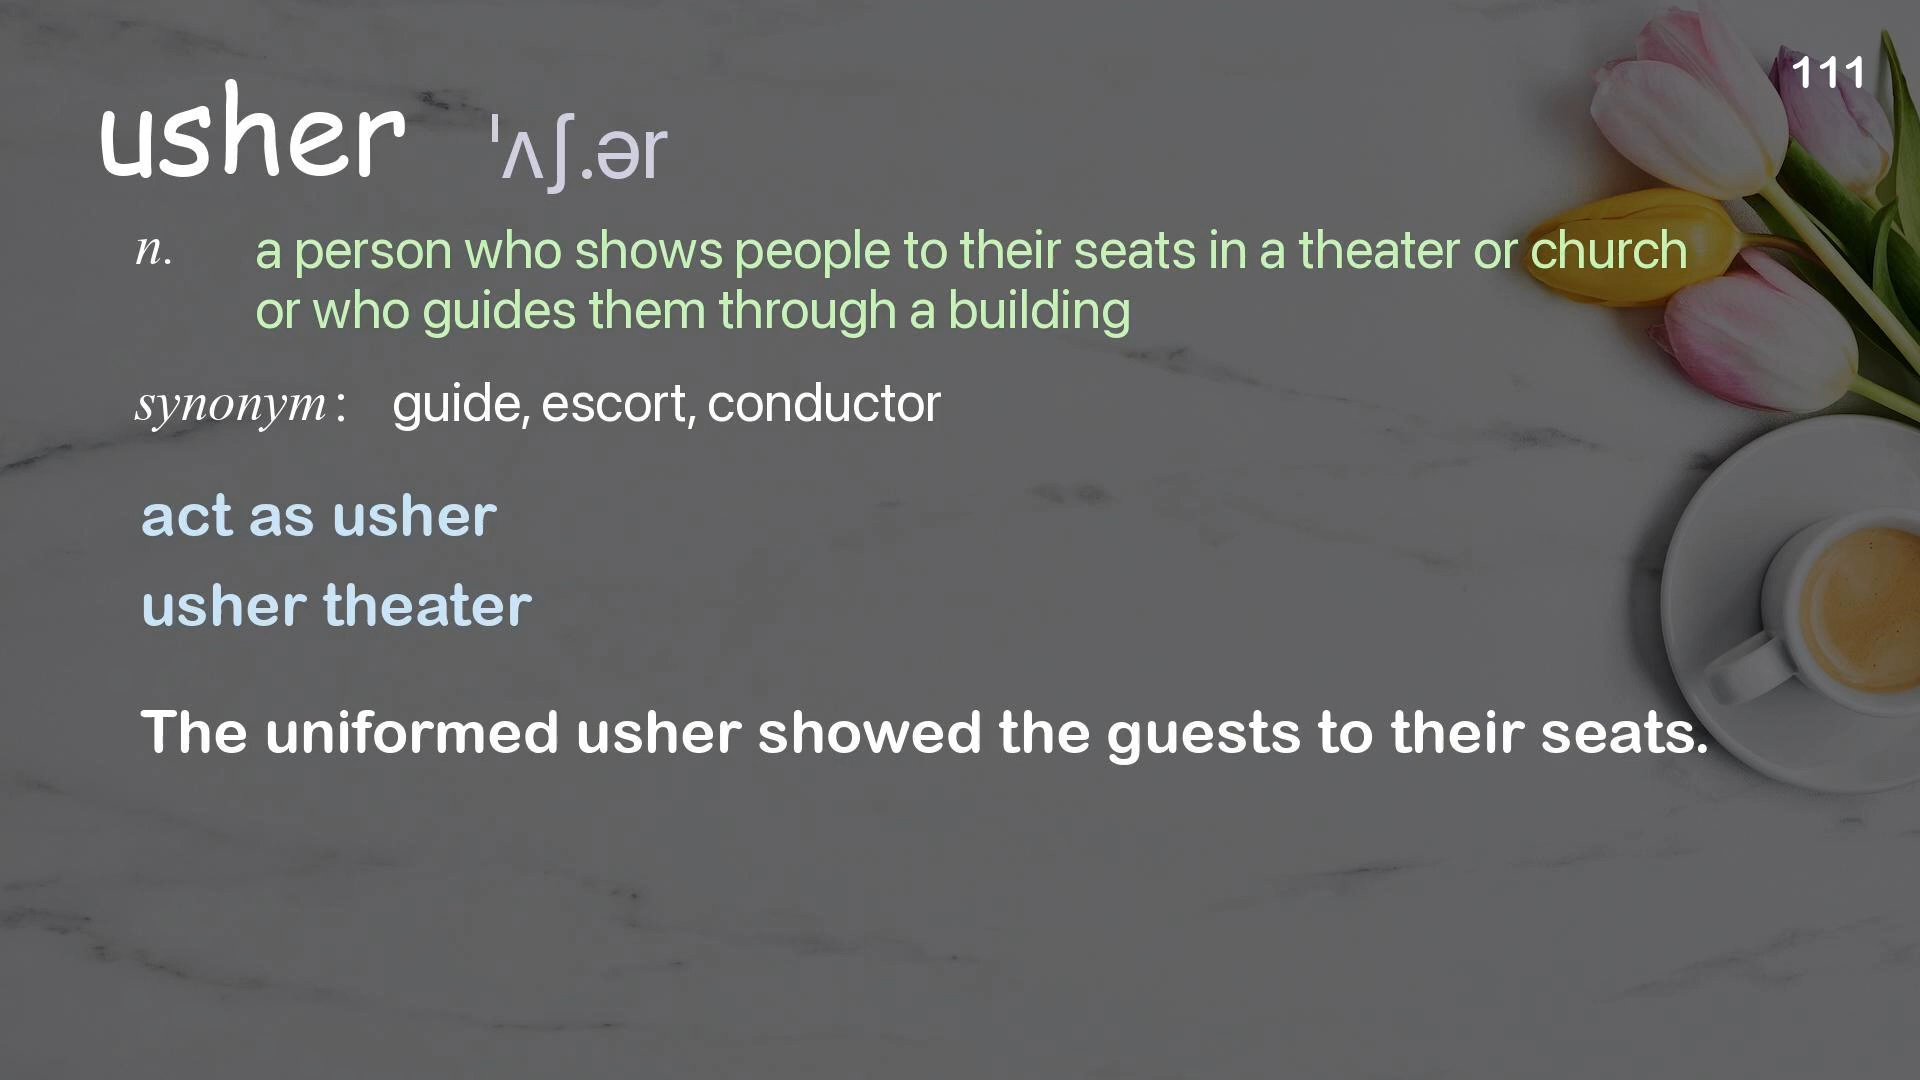 111
usher ˈʌʃ.ər
n. a person who shows people to their seats in a theater or church
or who guides them through a building
synonym: guide, escort, conductor
act as usher
usher theater
The uniformed usher showed the guests to their seats.